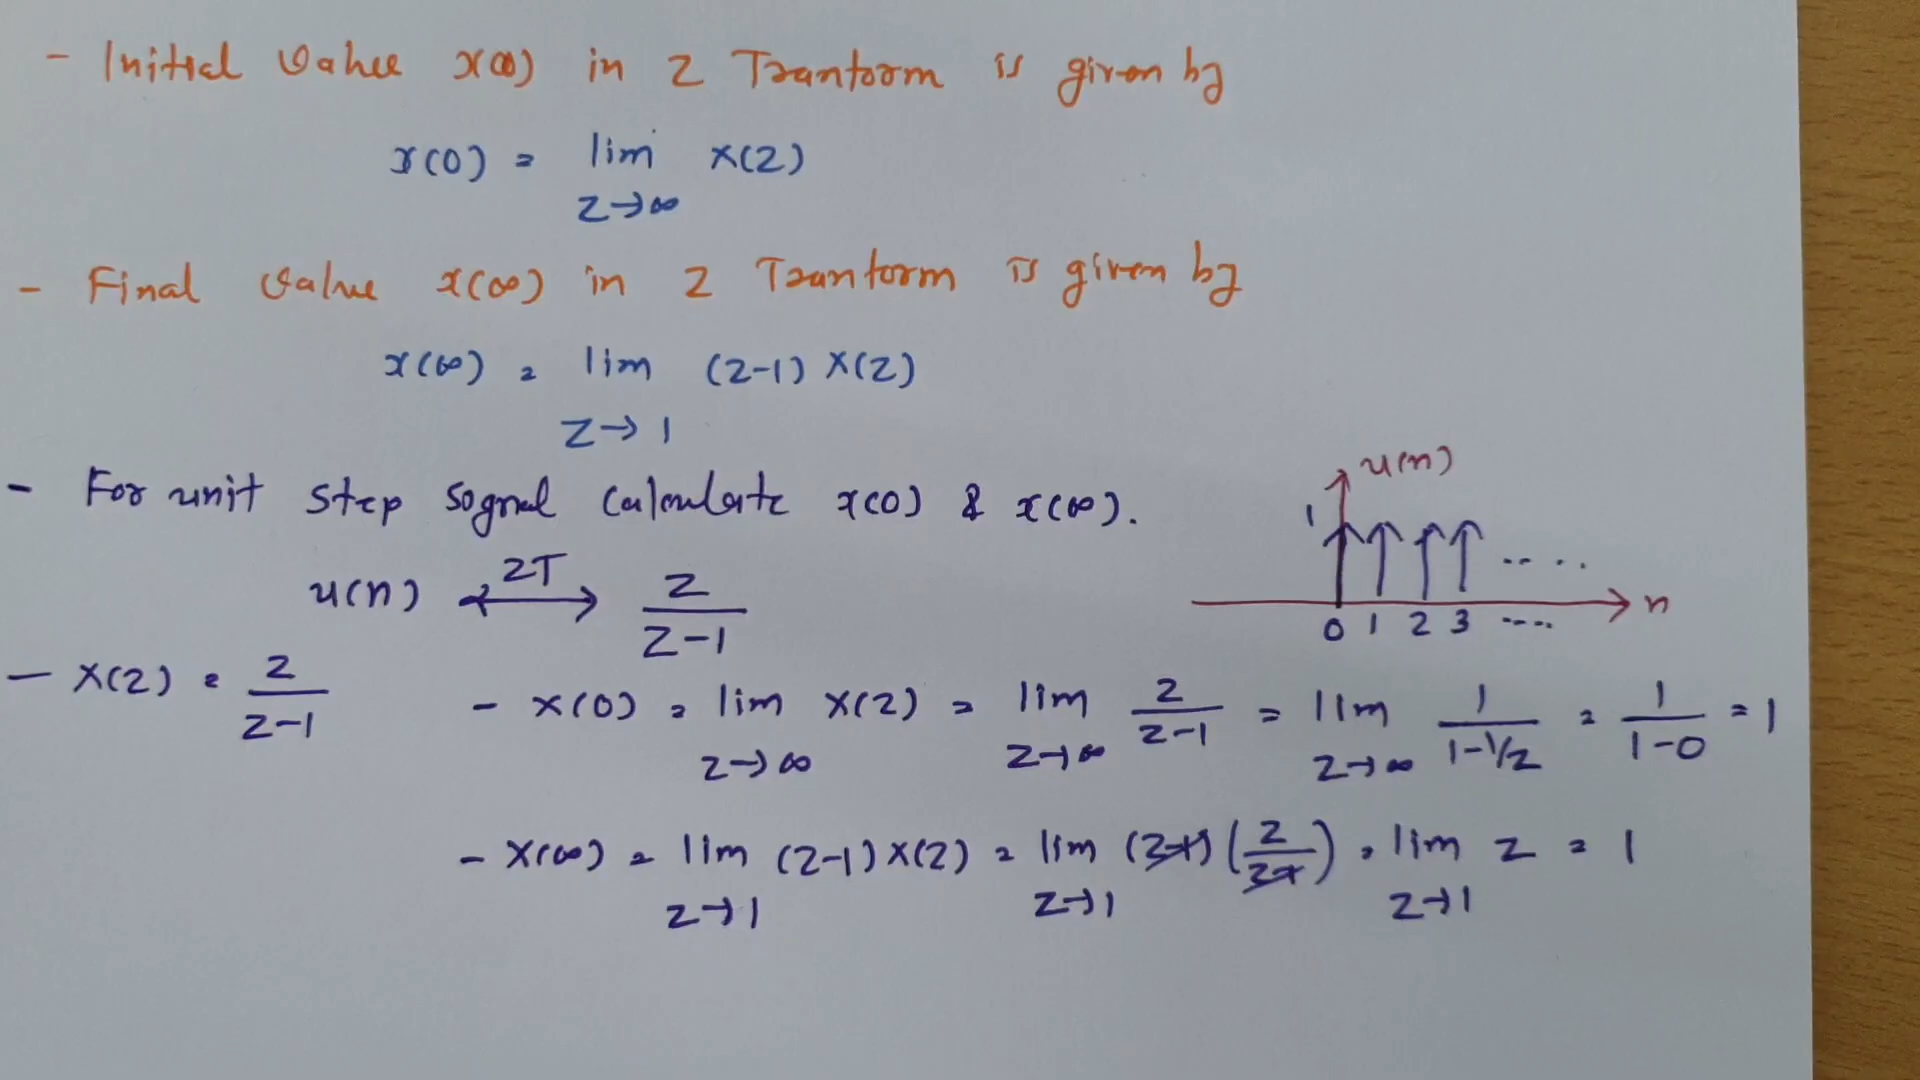 - Initial value x(0) in Z Transform is given by
x(0) = lim X(Z)
Z→∞
- Final value x(∞) in Z Transform is given by
x(∞) = lim (Z-1) X(Z)
Z→1
- For unit step signal calculate x(0) & x(∞).
u(n) ←ZT→ Z/(Z-1)
u(n)
1
n
0 1 2 3 ....
- X(Z) = Z/(Z-1)
- x(0) = lim X(Z) = lim Z/(Z-1) = lim 1/(1-1/Z) = 1/(1-0) = 1
Z→∞ Z→∞ Z→∞
- x(∞) = lim (Z-1) X(Z) = lim (Z-1) (Z/(Z-1)) = lim Z = 1
Z→1 Z→1 Z→1